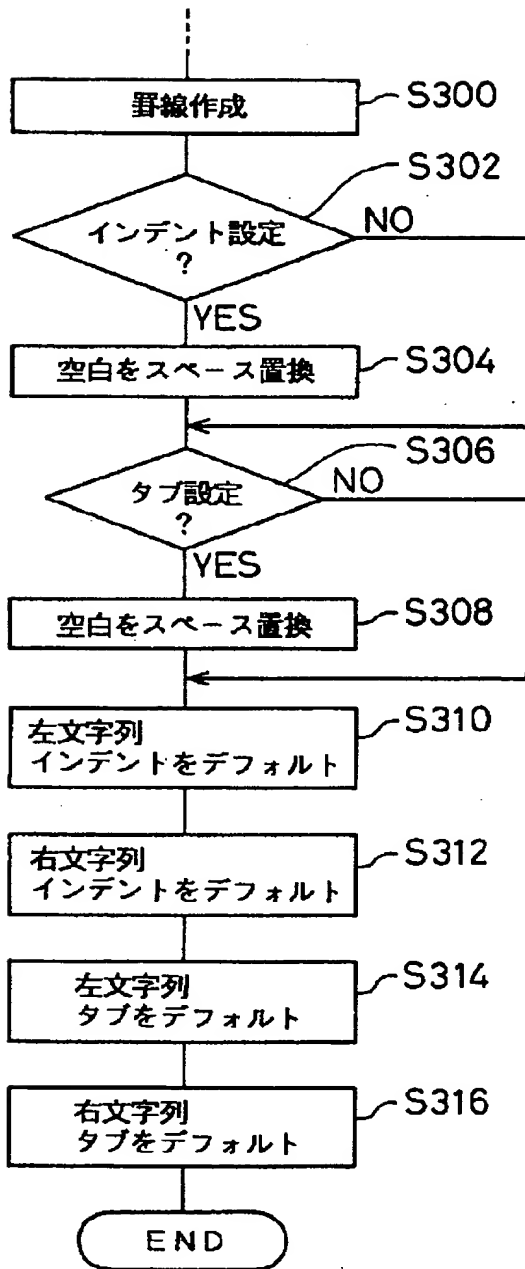 罫線作成
S300
S302
インデント設定
?
NO
YES
空白をスペース置換
S304
S306
タブ設定
?
NO
YES
空白をスペース置換
S308
左文字列
インデントをデフォルト
S310
右文字列
インデントをデフォルト
S312
左文字列
タブをデフォルト
S314
右文字列
タブをデフォルト
S316
END